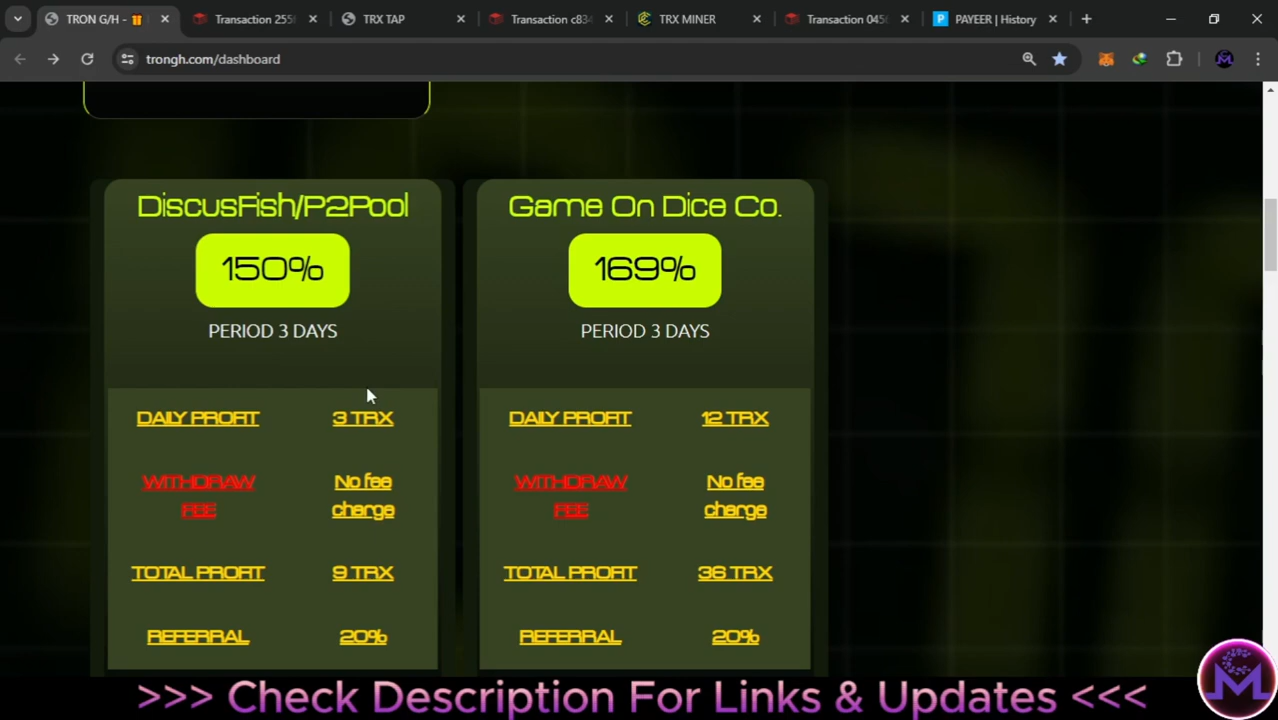 TRON G/H -
Transaction 255
TRX TAP
Transaction c834
TRX MINER
Transaction 045
PAYEER | History
trongh.com/dashboard
DiscusFish/P2Pool
150%
PERIOD 3 DAYS
DAILY PROFIT 3 TRX
WITHDRAW FEE No fee charge
TOTAL PROFIT 9 TRX
REFERRAL 20%
Game On Dice Co.
169%
PERIOD 3 DAYS
DAILY PROFIT 12 TRX
WITHDRAW FEE No fee charge
TOTAL PROFIT 36 TRX
REFERRAL 20%
>>> Check Description For Links & Updates <<<